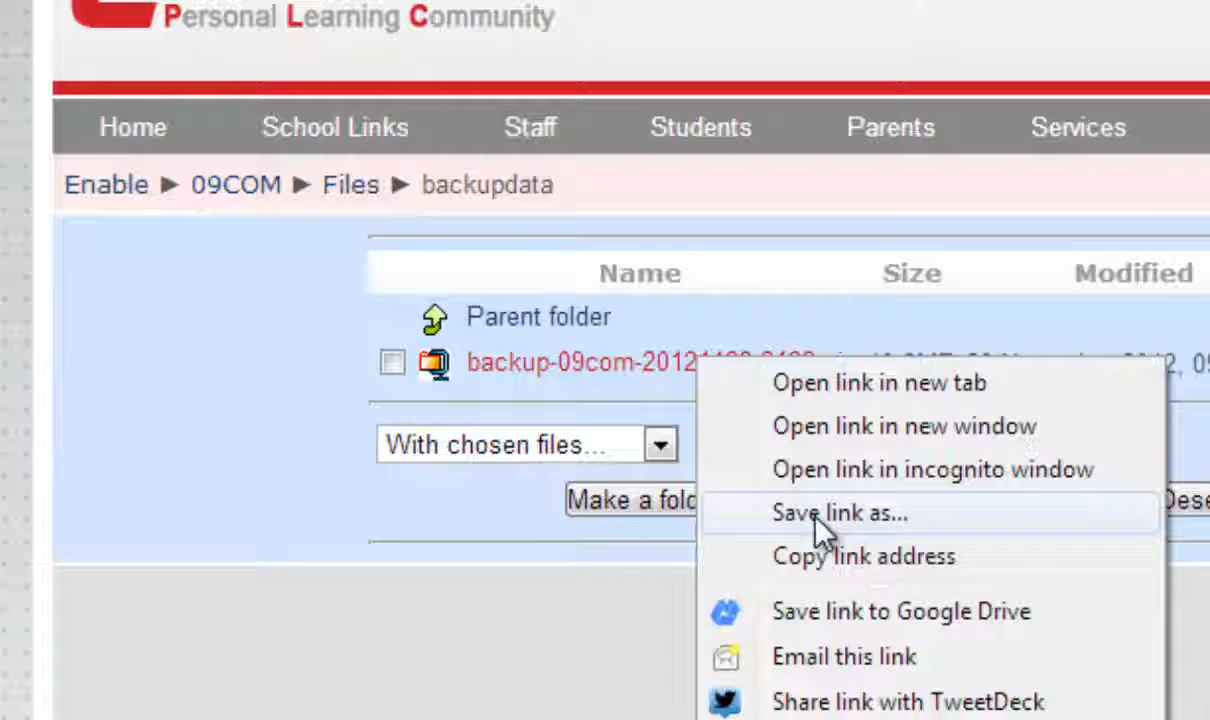 Personal Learning Community
Home School Links Staff Students Parents Services
Enable ► 09COM ► Files ► backupdata
Name Size Modified
Parent folder
backup-09com-2012
With chosen files...
Make a fold
Open link in new tab
Open link in new window
Open link in incognito window
Save link as...
Copy link address
Save link to Google Drive
Email this link
Share link with TweetDeck